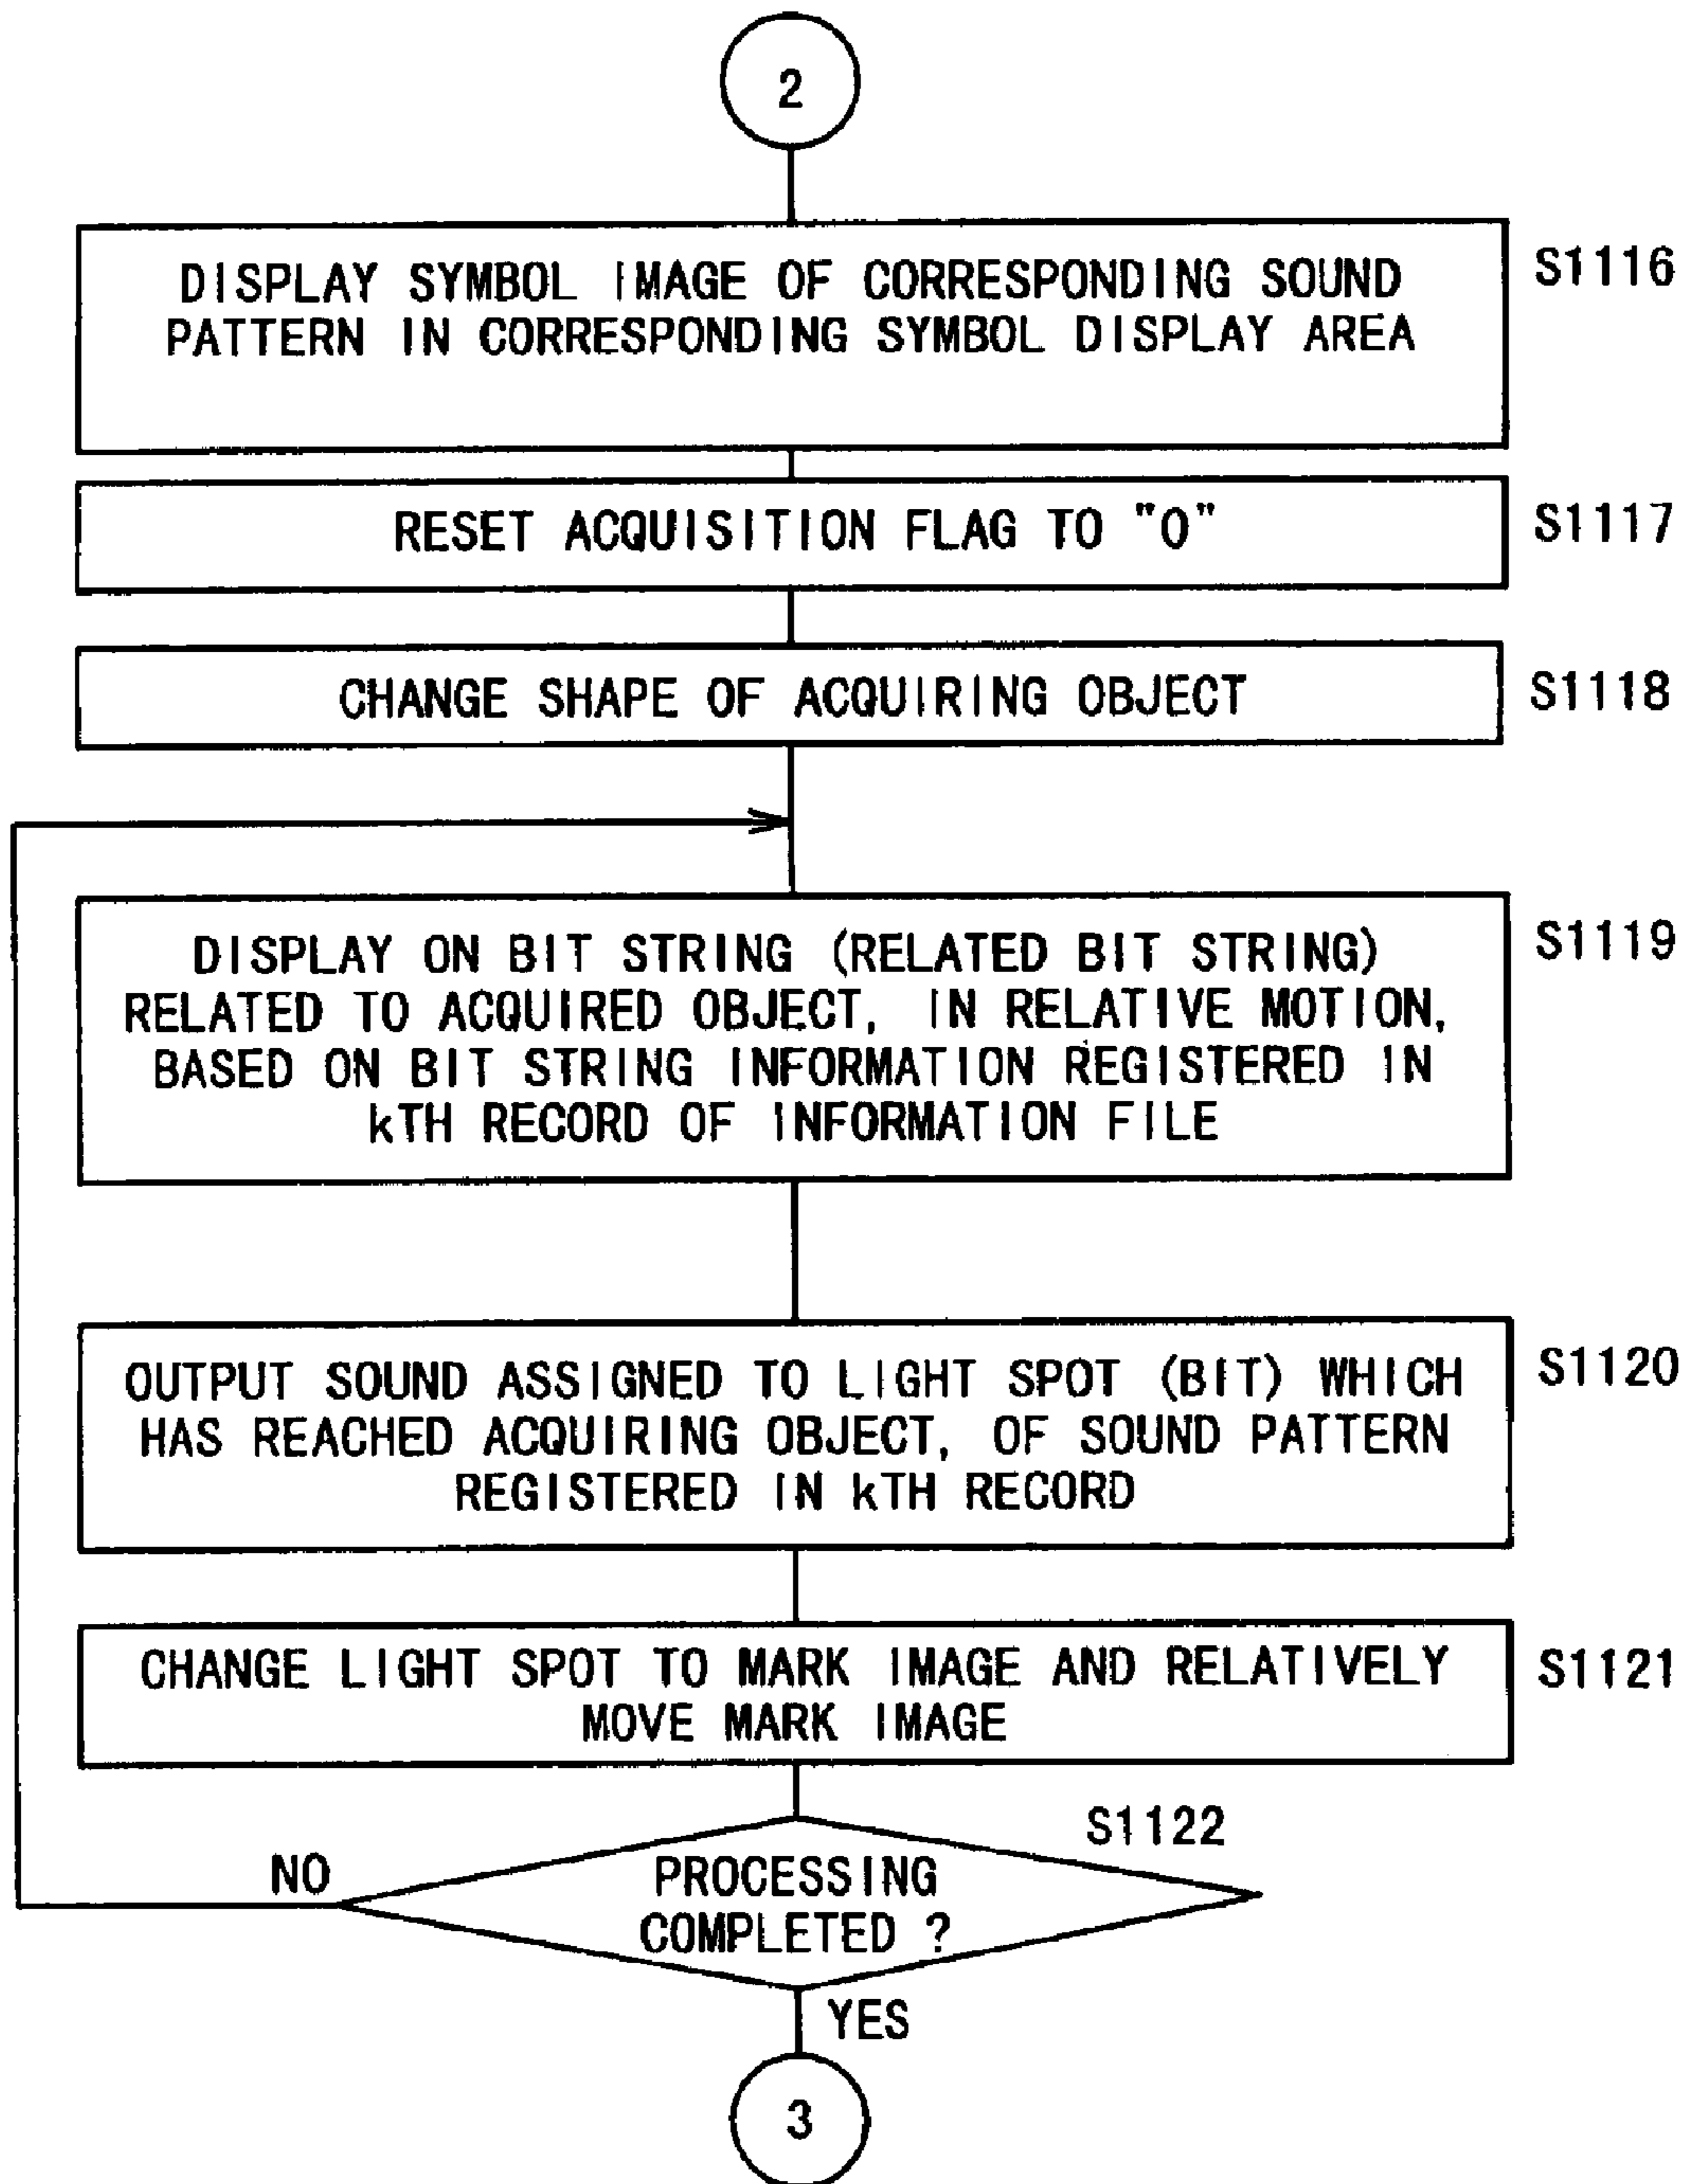 2
DISPLAY SYMBOL IMAGE OF CORRESPONDING SOUND
PATTERN IN CORRESPONDING SYMBOL DISPLAY AREA
S1116
RESET ACQUISITION FLAG TO "0"
S1117
CHANGE SHAPE OF ACQUIRING OBJECT
S1118
DISPLAY ON BIT STRING (RELATED BIT STRING)
RELATED TO ACQUIRED OBJECT, IN RELATIVE MOTION,
BASED ON BIT STRING INFORMATION REGISTERED IN
kTH RECORD OF INFORMATION FILE
S1119
OUTPUT SOUND ASSIGNED TO LIGHT SPOT (BIT) WHICH
HAS REACHED ACQUIRING OBJECT, OF SOUND PATTERN
REGISTERED IN kTH RECORD
S1120
CHANGE LIGHT SPOT TO MARK IMAGE AND RELATIVELY
MOVE MARK IMAGE
S1121
S1122
NO
PROCESSING
COMPLETED ?
YES
3